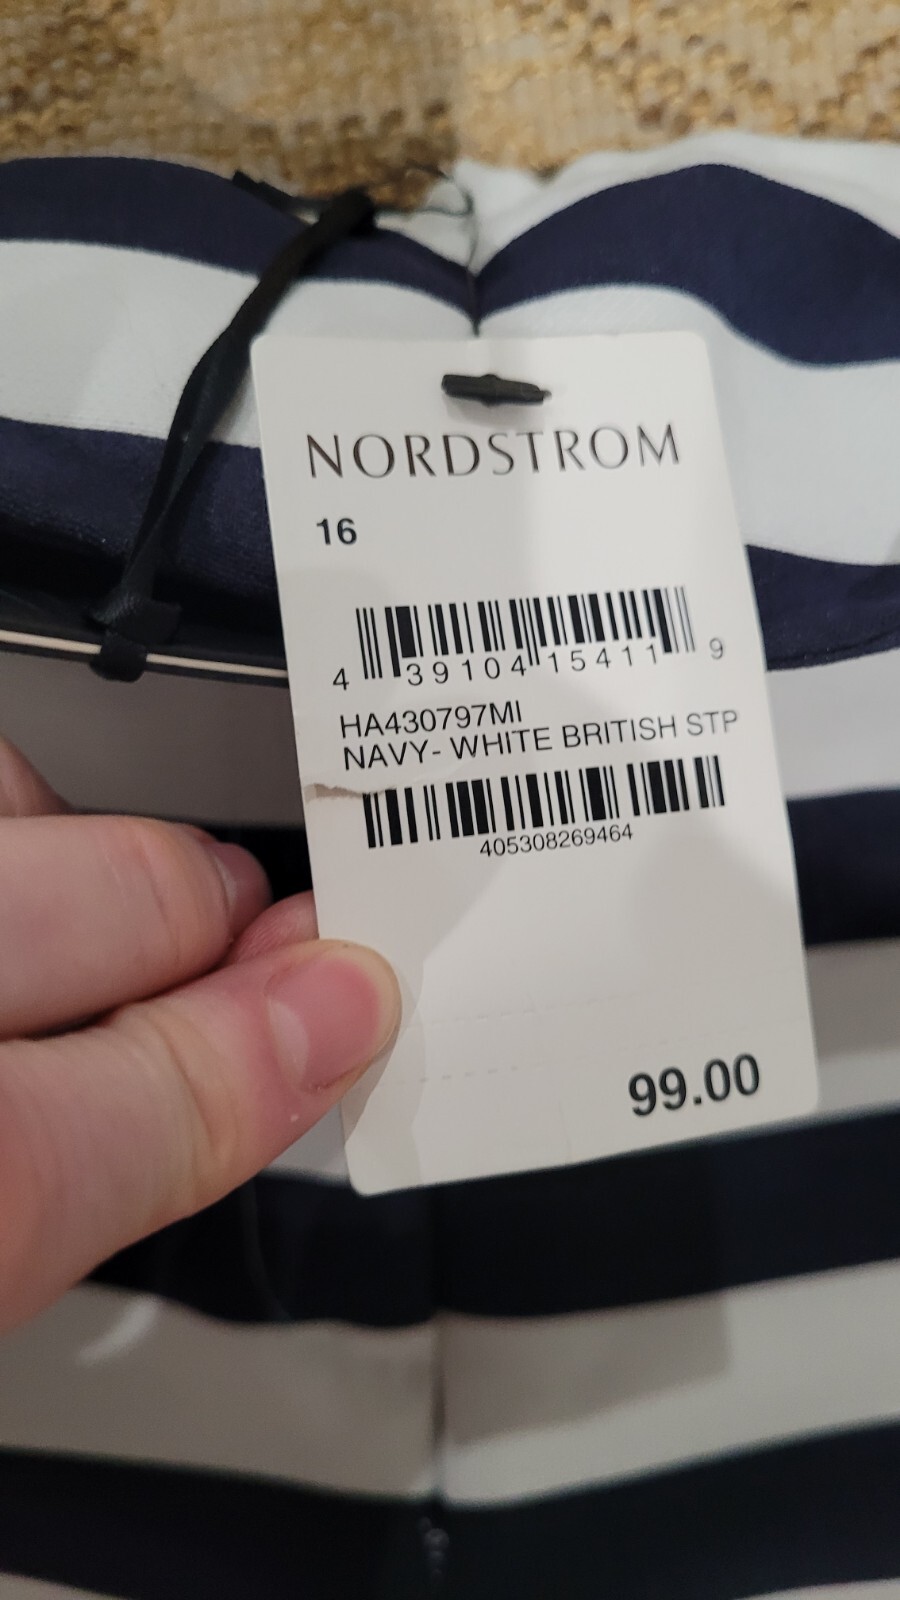 NORDSTROM
16
4 39104 15411 9
HA430797MI
NAVY- WHITE BRITISH STP
405308269464
99.00